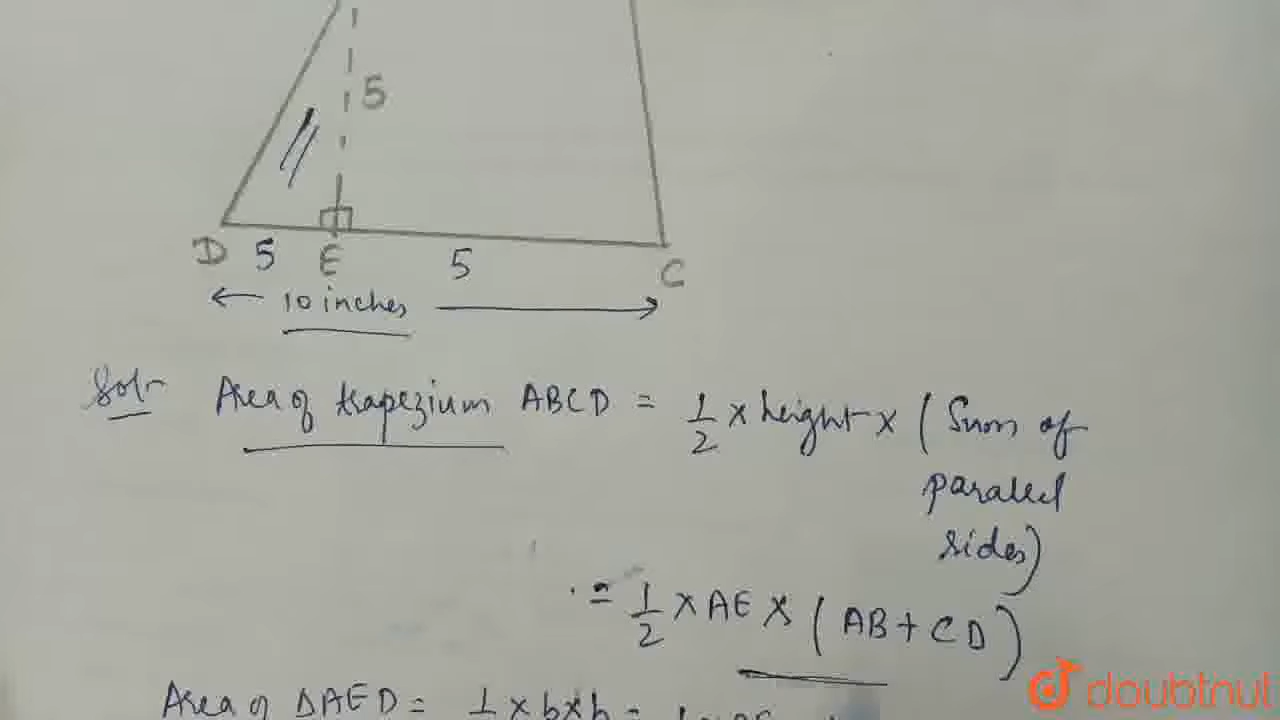 5
D 5 E 5 C
← 10 inches →
Sol:- Area of trapezium ABCD = 1/2 x height x (Sum of
parallel
sides)
= 1/2 x AE x (AB + CD)
Area of ΔAED = 1 x b x h =
doubtnut